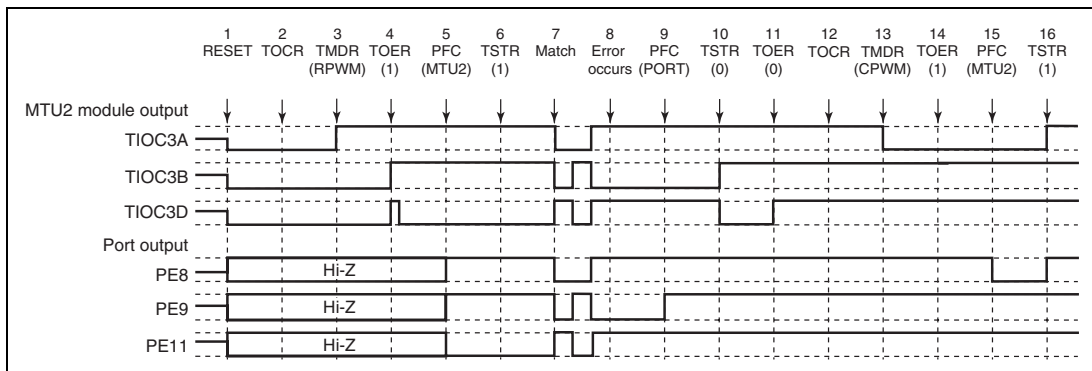 1 2 3 4 5 6 7 8 9 10 11 12 13 14 15 16
RESET TOCR TMDR TOER PFC TSTR Match Error PFC TSTR TOER TOCR TMDR TOER PFC TSTR
(RPWM) (1) (MTU2) (1) occurs (PORT) (0) (0) (CPWM) (1) (MTU2) (1)
MTU2 module output
TIOC3A
TIOC3B
TIOC3D
Port output
PE8 Hi-Z
PE9 Hi-Z
PE11 Hi-Z